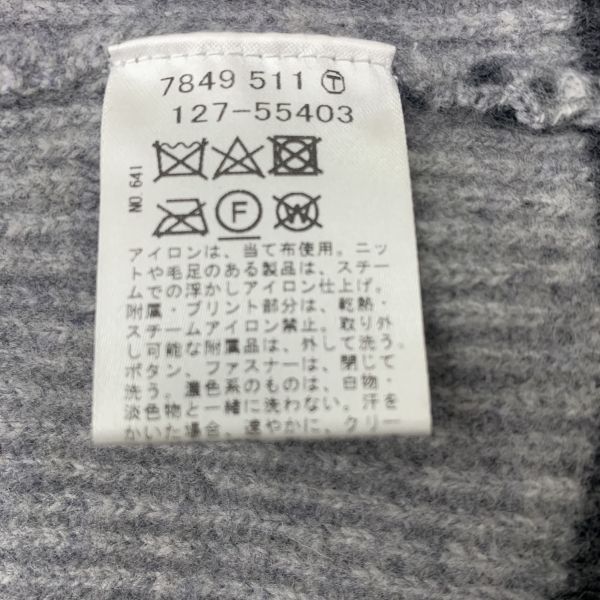 7849 511 Ⓣ
127-55403
NO. 641
F
W
アイロンは、当て布使用。ニッ
トや毛足のある製品は、スチー
ムでの浮かしアイロン仕上げ。
附属・プリント部分は、乾熱・
スチームアイロン禁止。取り外
し可能な附属品は、外して洗う。
ボタン、ファスナーは、閉じて
洗う。濃色系のものは、白物・
淡色物と一緒に洗わない。汗を
かいた場合、速やかに、クリー